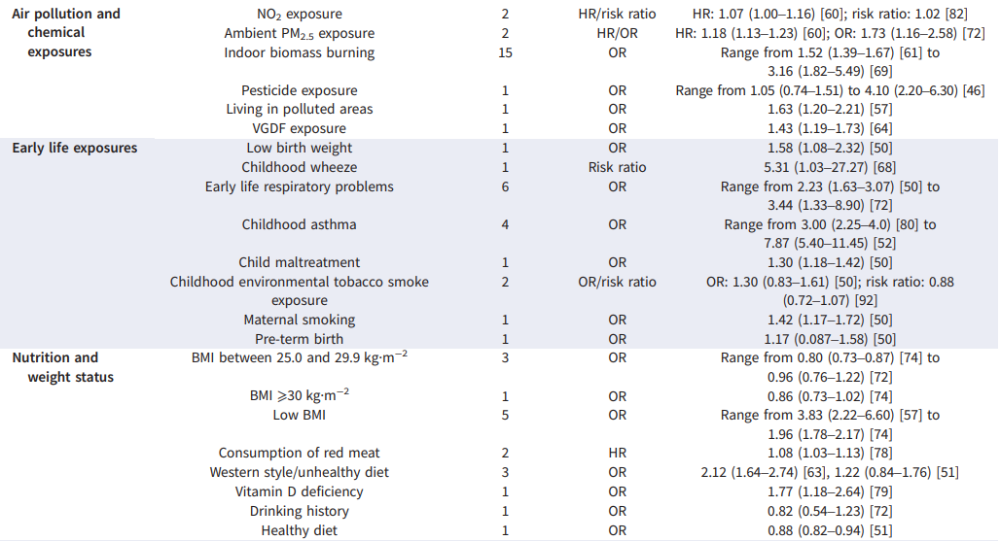 Air pollution and NO₂ exposure 2 HR/risk ratio HR: 1.07 (1.00–1.16) [60]; risk ratio: 1.02 [82]
chemical Ambient PM₂.₅ exposure 2 HR/OR HR: 1.18 (1.13–1.23) [60]; OR: 1.73 (1.16–2.58) [72]
exposures Indoor biomass burning 15 OR Range from 1.52 (1.39–1.67) [61] to
3.16 (1.82–5.49) [69]
Pesticide exposure 1 OR Range from 1.05 (0.74–1.51) to 4.10 (2.20–6.30) [46]
Living in polluted areas 1 OR 1.63 (1.20–2.21) [57]
VGDF exposure 1 OR 1.43 (1.19–1.73) [64]
Early life exposures Low birth weight 1 OR 1.58 (1.08–2.32) [50]
Childhood wheeze 1 Risk ratio 5.31 (1.03–27.27) [68]
Early life respiratory problems 6 OR Range from 2.23 (1.63–3.07) [50] to
3.44 (1.33–8.90) [72]
Childhood asthma 4 OR Range from 3.00 (2.25–4.0) [80] to
7.87 (5.40–11.45) [52]
Child maltreatment 1 OR 1.30 (1.18–1.42) [50]
Childhood environmental tobacco smoke 2 OR/risk ratio OR: 1.30 (0.83–1.61) [50]; risk ratio: 0.88
exposure (0.72–1.07) [92]
Maternal smoking 1 OR 1.42 (1.17–1.72) [50]
Pre-term birth 1 OR 1.17 (0.087–1.58) [50]
Nutrition and BMI between 25.0 and 29.9 kg·m⁻² 3 OR Range from 0.80 (0.73–0.87) [74] to
weight status 0.96 (0.76–1.22) [72]
BMI ⩾30 kg·m⁻² 1 OR 0.86 (0.73–1.02) [74]
Low BMI 5 OR Range from 3.83 (2.22–6.60) [57] to
1.96 (1.78–2.17) [74]
Consumption of red meat 2 HR 1.08 (1.03–1.13) [78]
Western style/unhealthy diet 3 OR 2.12 (1.64–2.74) [63], 1.22 (0.84–1.76) [51]
Vitamin D deficiency 1 OR 1.77 (1.18–2.64) [79]
Drinking history 1 OR 0.82 (0.54–1.23) [72]
Healthy diet 1 OR 0.88 (0.82–0.94) [51]